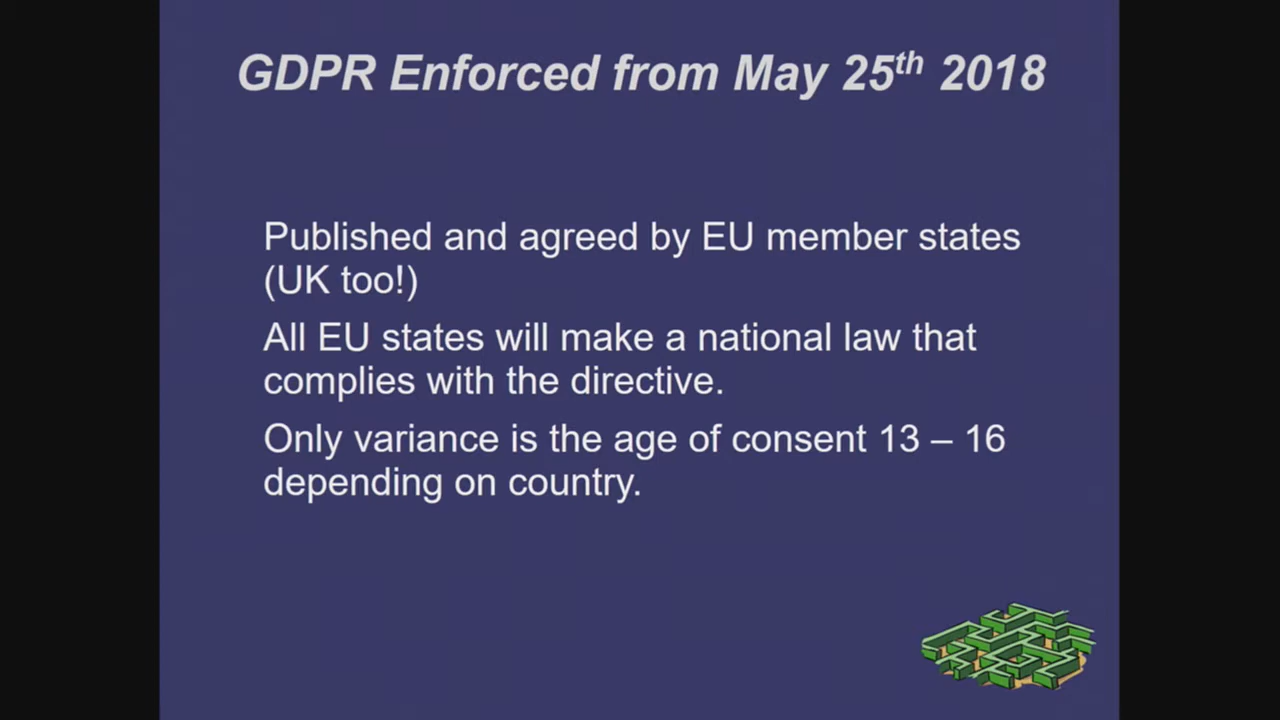 GDPR Enforced from May 25th 2018
Published and agreed by EU member states
(UK too!)
All EU states will make a national law that
complies with the directive.
Only variance is the age of consent 13 – 16
depending on country.